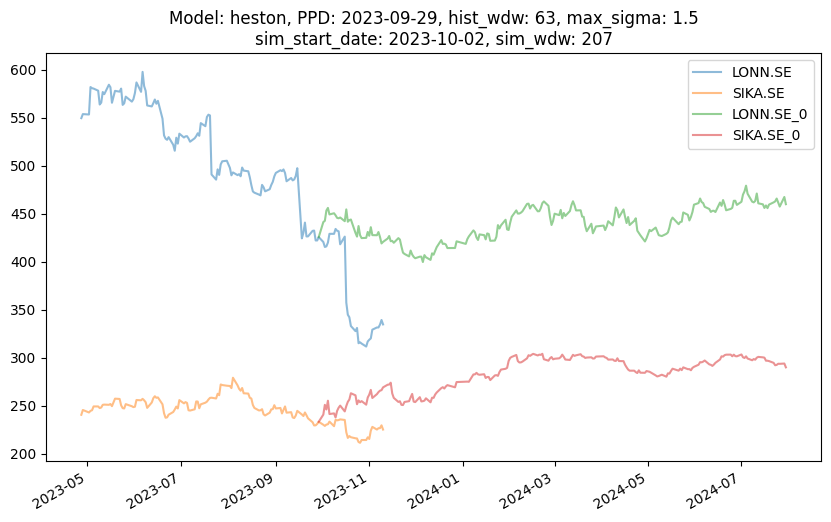 Model: heston, PPD: 2023-09-29, hist_wdw: 63, max_sigma: 1.5
sim_start_date: 2023-10-02, sim_wdw: 207
LONN.SE
SIKA.SE
LONN.SE_0
SIKA.SE_0
600
550
500
450
400
350
300
250
200
2023-05
2023-07
2023-09
2023-11
2024-01
2024-03
2024-05
2024-07